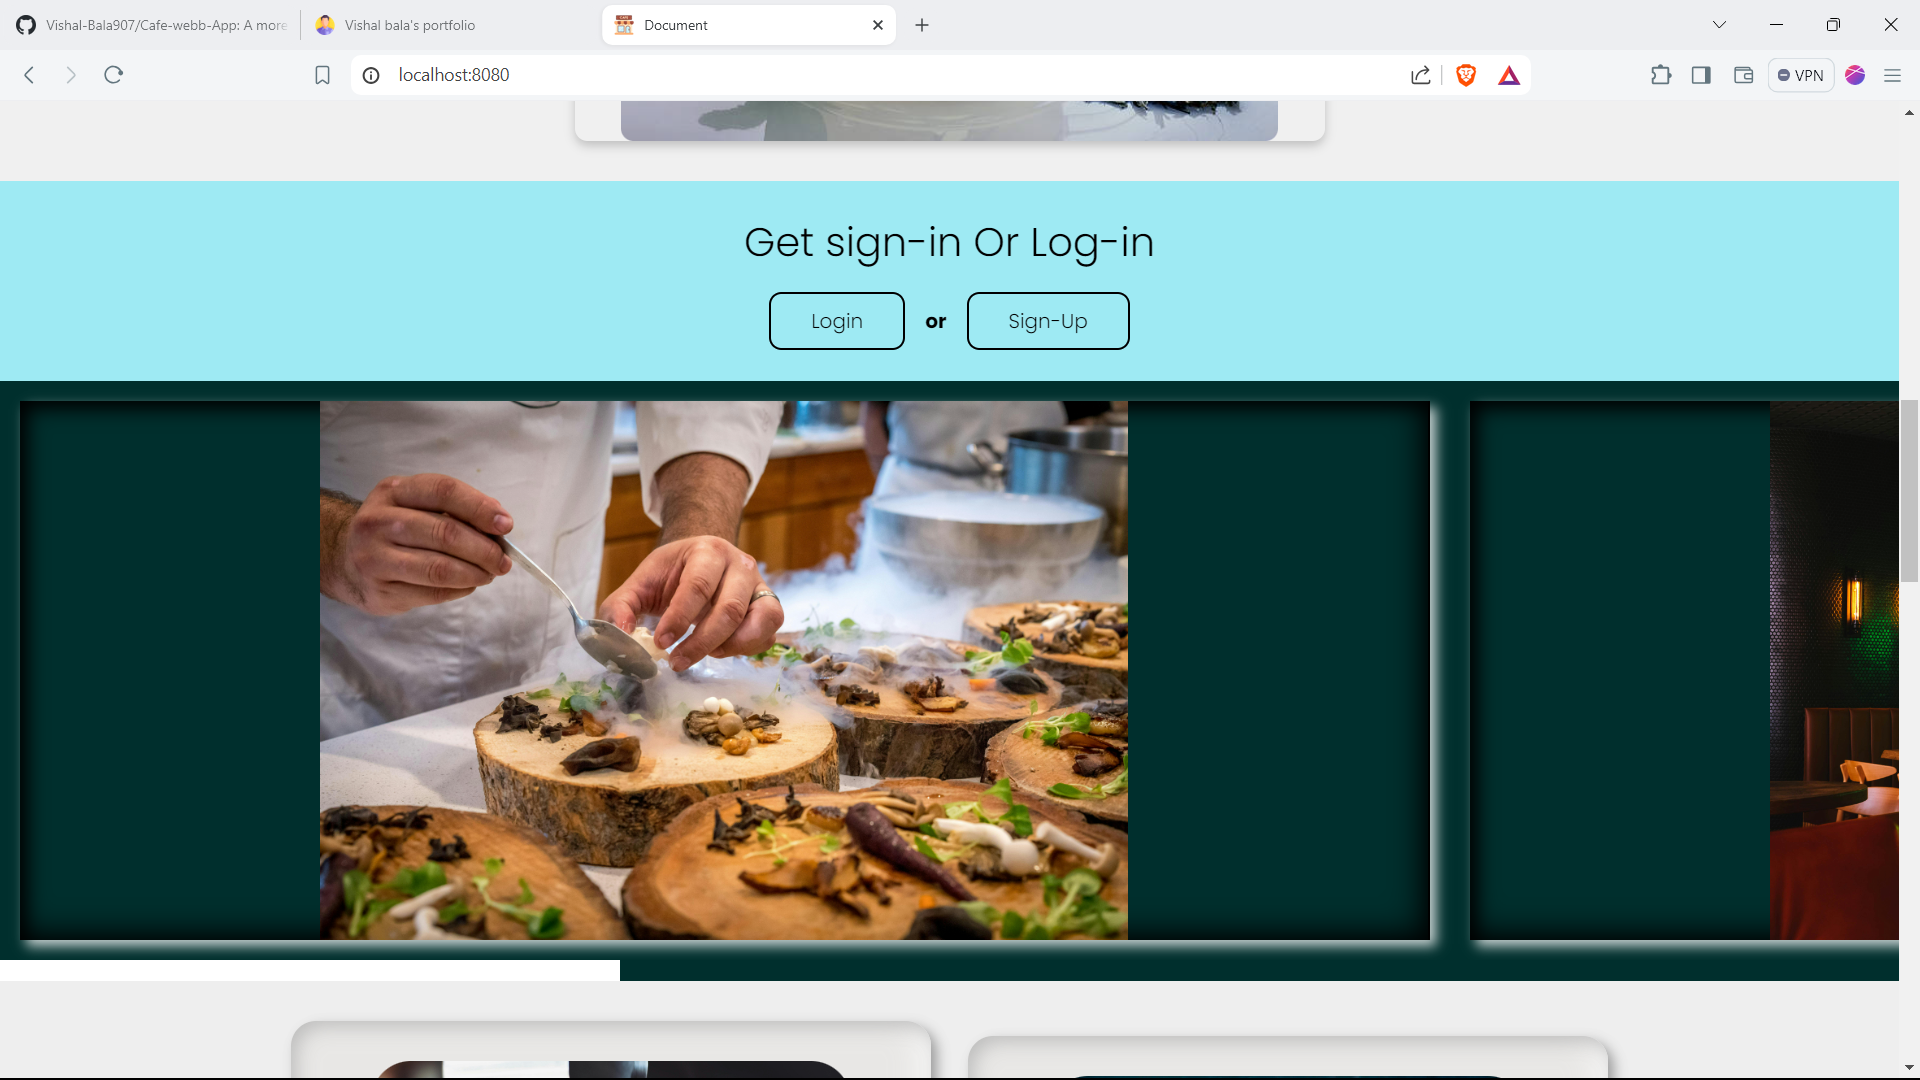 Vishal-Bala907/Cafe-webb-App: A more
Vishal bala's portfolio
Document
localhost:8080
VPN
Get sign-in Or Log-in
Login
or
Sign-Up